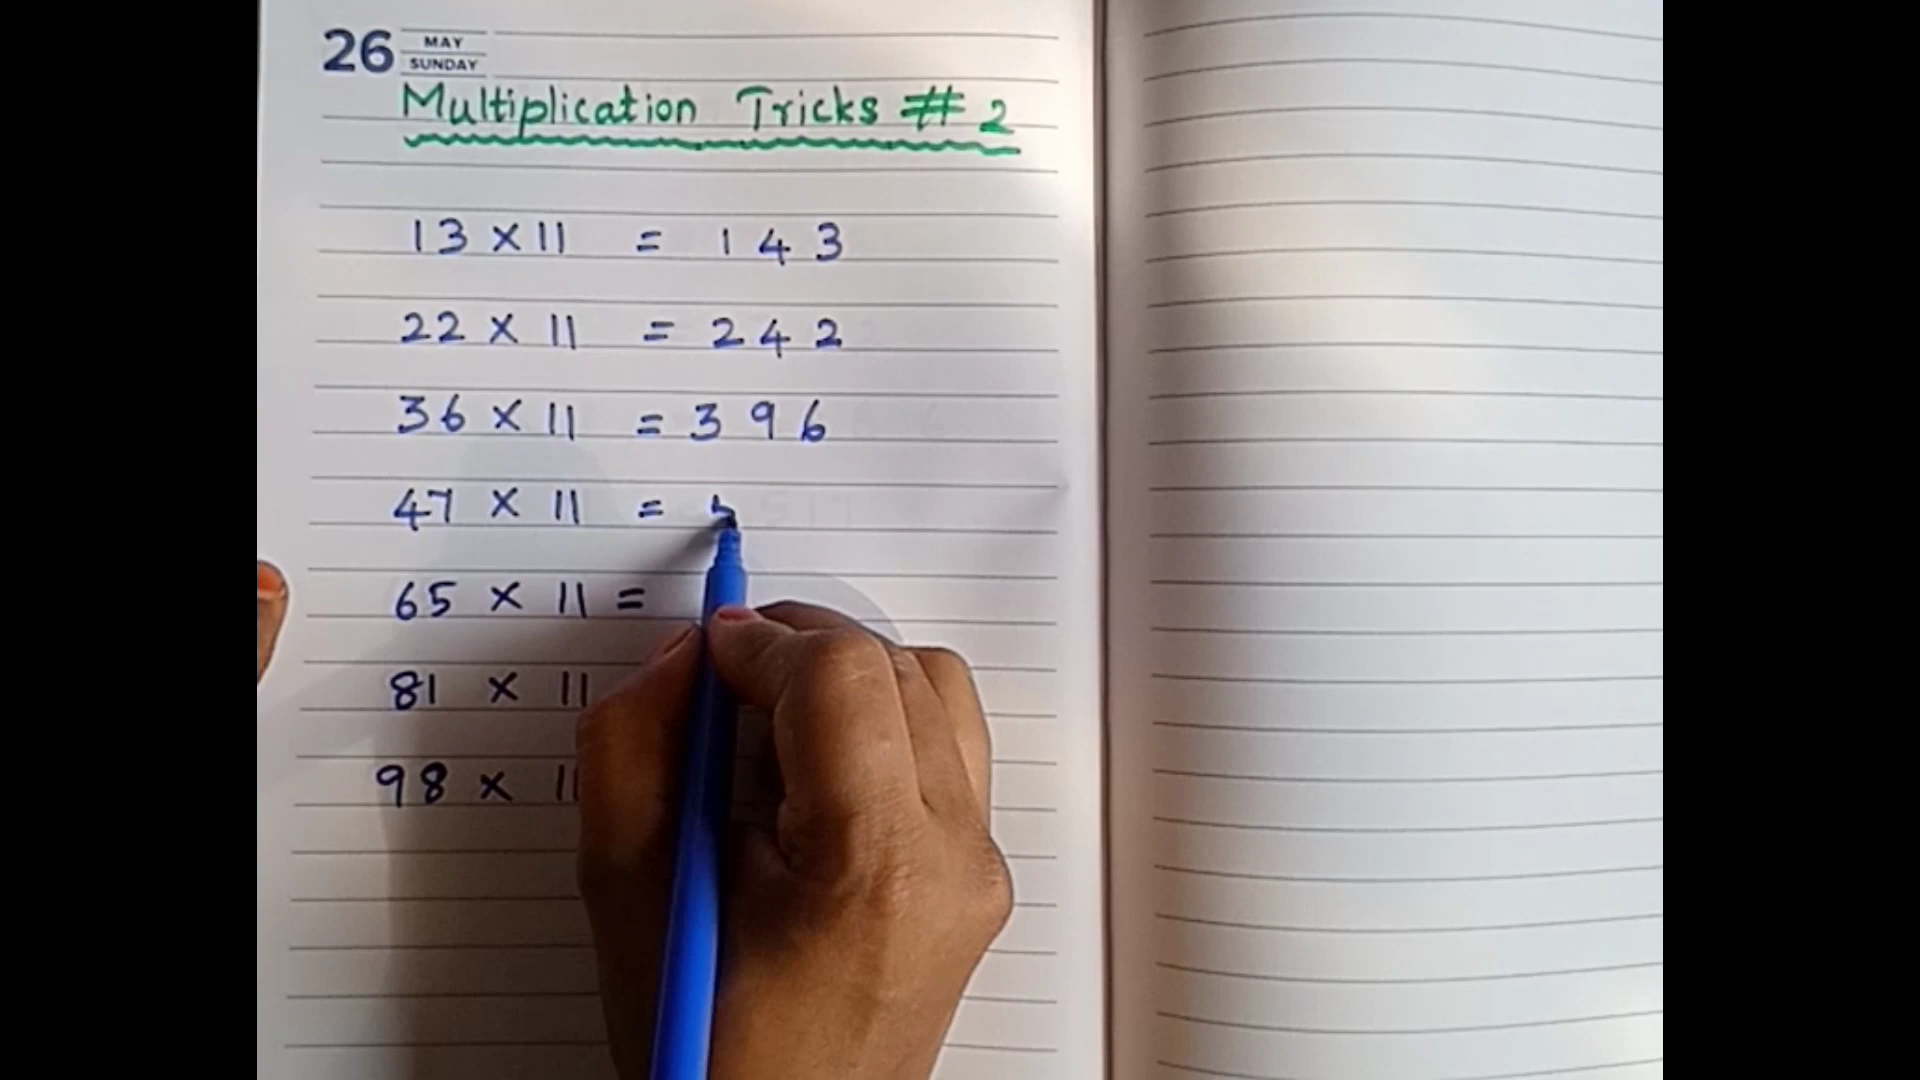 26 MAY
SUNDAY
Multiplication Tricks # 2
13 × 11 = 143
22 × 11 = 242
36 × 11 = 396
47 × 11 =
65 × 11 =
81 × 11
98 × 11